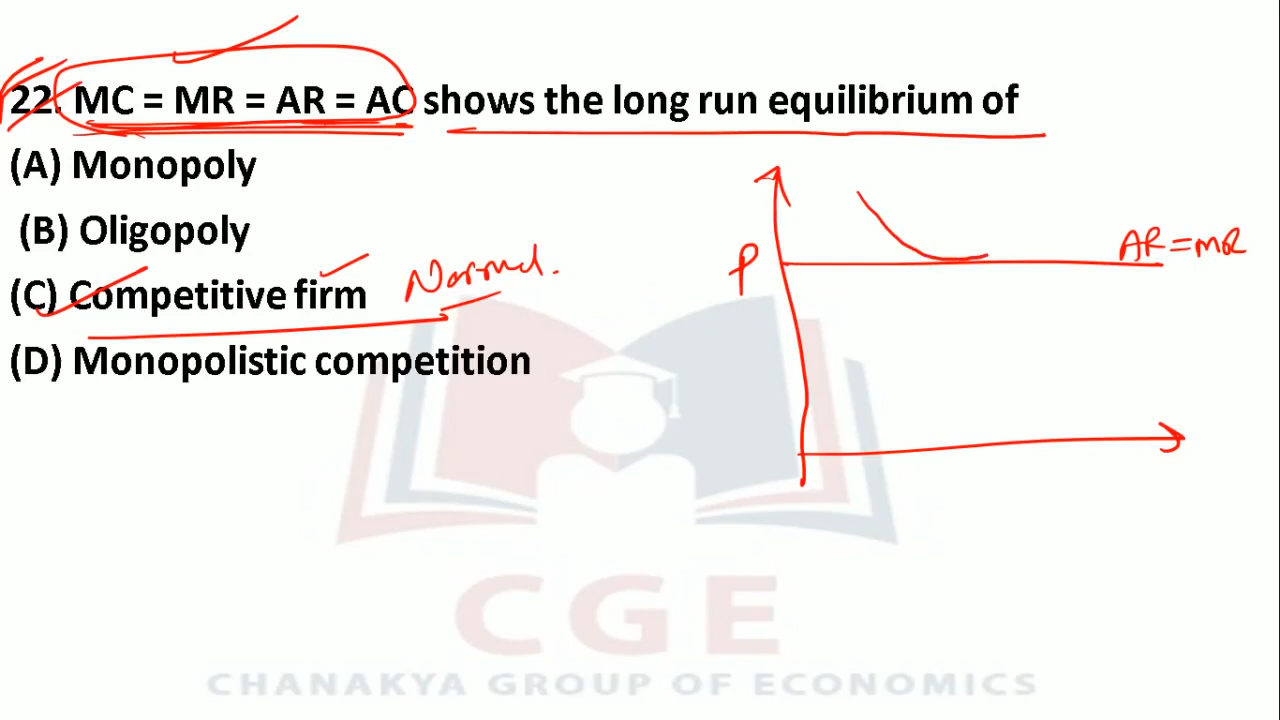 22. MC = MR = AR = AC shows the long run equilibrium of
(A) Monopoly
(B) Oligopoly
(C) Competitive firm
Normal.
(D) Monopolistic competition
P
AR = MR
CGE
CHANAKYA GROUP OF ECONOMICS